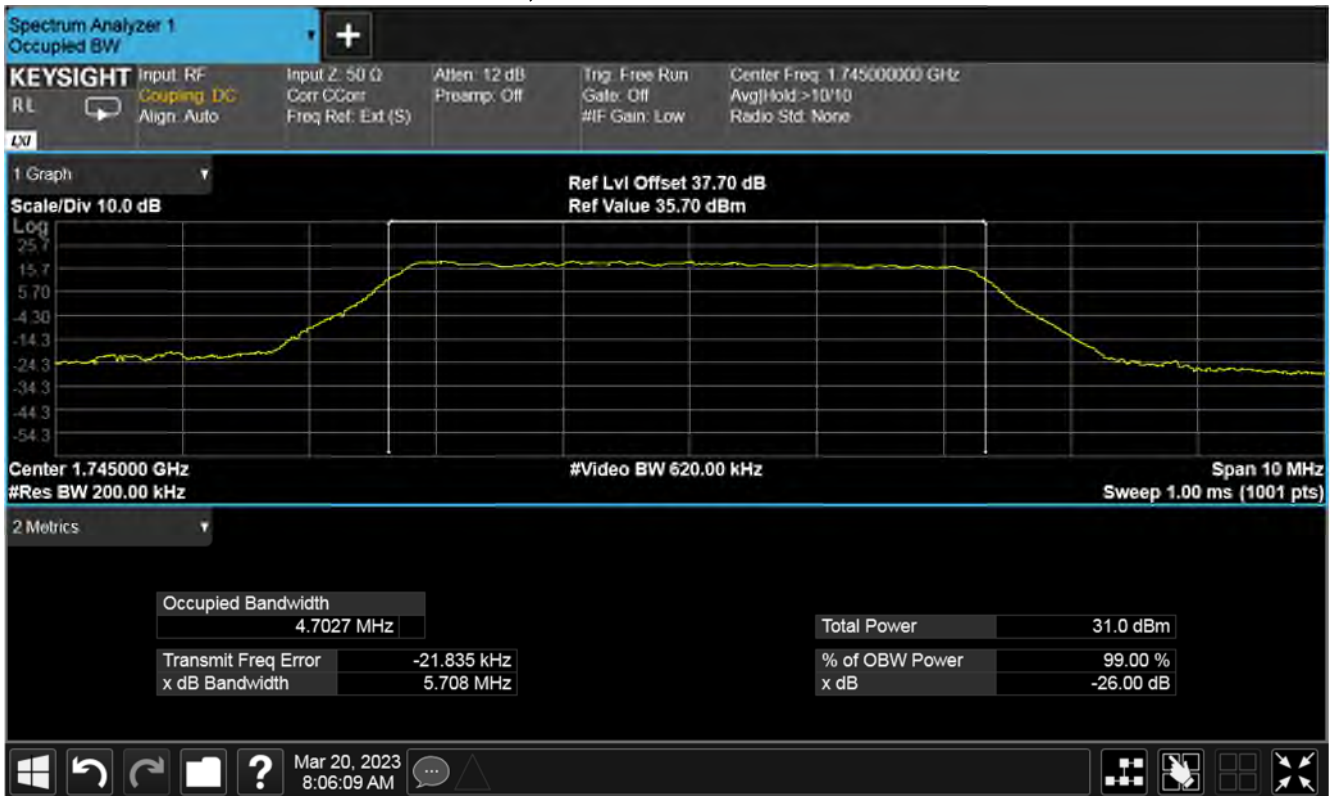 Spectrum Analyzer 1
Occupied BW
KEYSIGHT
R L
LXI
Input: RF
Coupling: DC
Align: Auto
Input Z: 50 Ω
Corr CCorr
Freq Ref: Ext (S)
Atten: 12 dB
Preamp: Off
Trig: Free Run
Gate: Off
#IF Gain: Low
Center Freq: 1.745000000 GHz
Avg|Hold:>10/10
Radio Std: None
1 Graph
Scale/Div 10.0 dB
Ref Lvl Offset 37.70 dB
Ref Value 35.70 dBm
Log
25.7
15.7
5.70
-4.30
-14.3
-24.3
-34.3
-44.3
-54.3
Center 1.745000 GHz
#Video BW 620.00 kHz
Span 10 MHz
#Res BW 200.00 kHz
Sweep 1.00 ms (1001 pts)
2 Metrics
Occupied Bandwidth
4.7027 MHz
Total Power 31.0 dBm
Transmit Freq Error -21.835 kHz
% of OBW Power 99.00 %
x dB Bandwidth 5.708 MHz
x dB -26.00 dB
?
Mar 20, 2023
8:06:09 AM